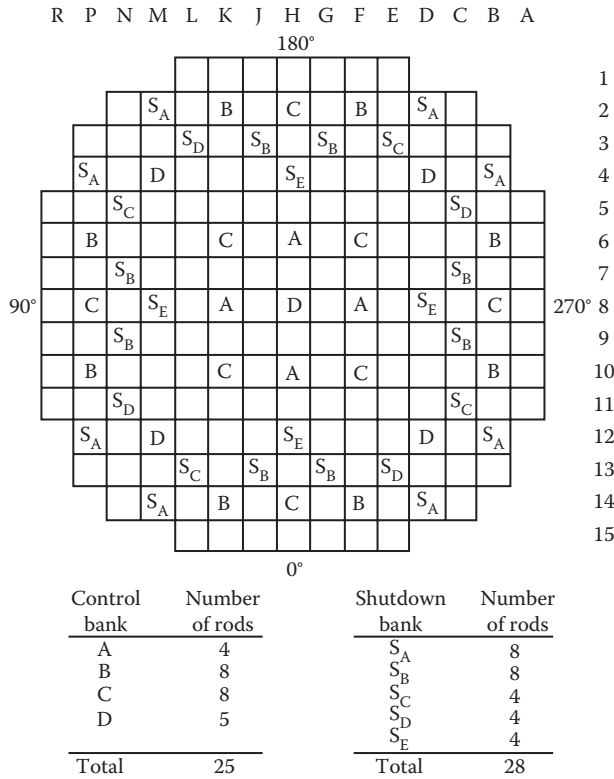 R P N M L K J H G F E D C B A
180°
1
S_A B C B S_A 2
S_D S_B S_B S_C 3
S_A D S_E D S_A 4
S_C S_D 5
B C A C B 6
S_B S_B 7
90° C S_E A D A S_E C 270° 8
S_B S_B 9
B C A C B 10
S_D S_C 11
S_A D S_E D S_A 12
S_C S_B S_B S_D 13
S_A B C B S_A 14
15
0°
Control bank Number of rods
A 4
B 8
C 8
D 5
Total 25
Shutdown bank Number of rods
S_A 8
S_B 8
S_C 4
S_D 4
S_E 4
Total 28